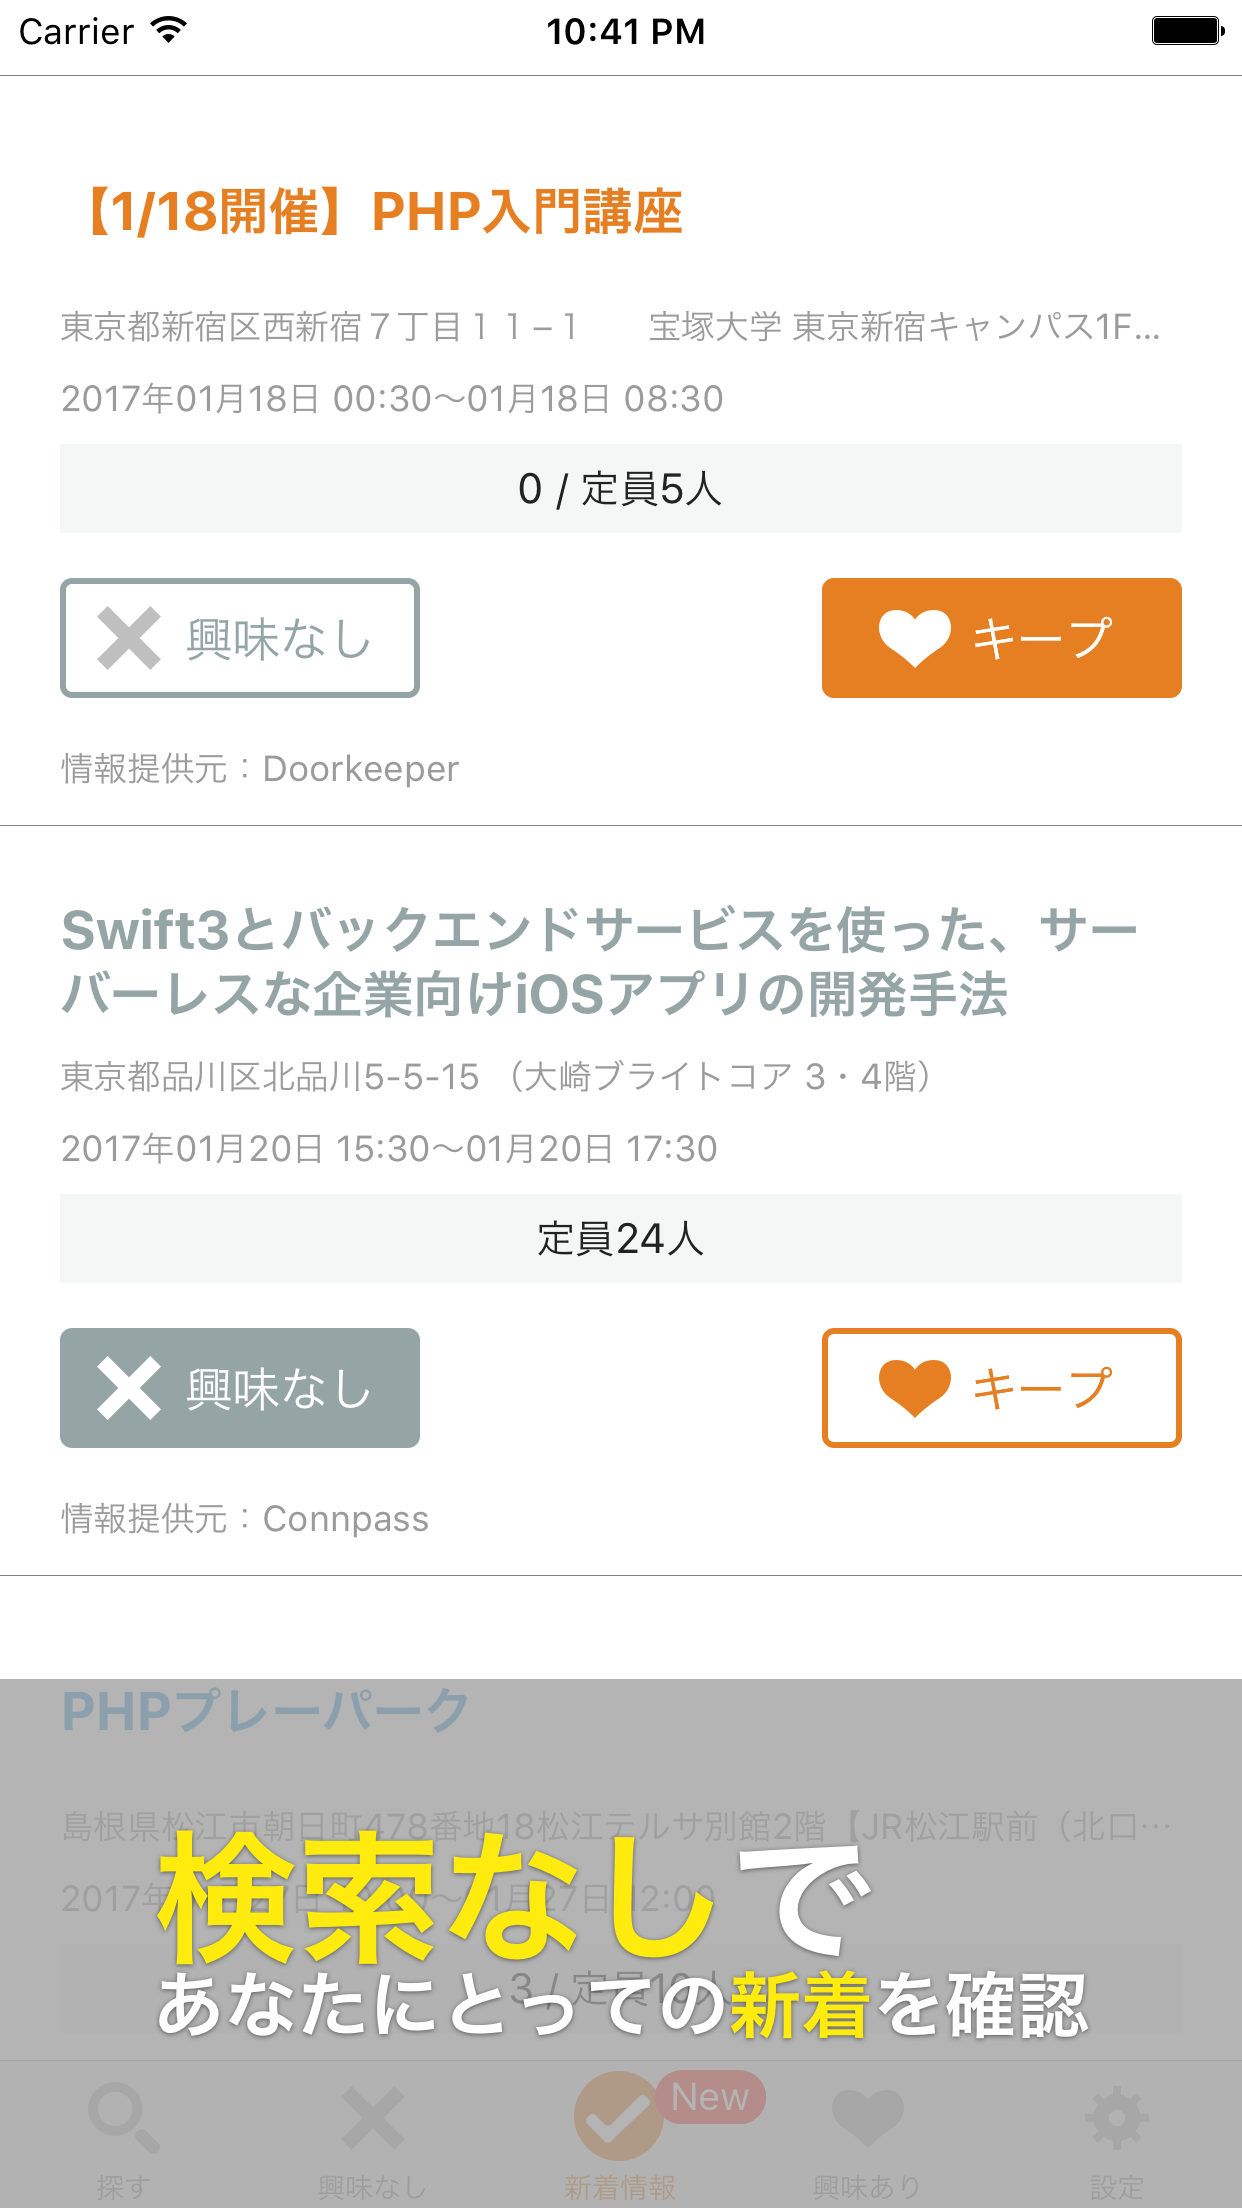 Carrier 10:41 PM
【1/18開催】PHP入門講座
東京都新宿区西新宿７丁目１１−１　　宝塚大学 東京新宿キャンパス1F...
2017年01月18日 00:30〜01月18日 08:30
0 / 定員5人
興味なし キープ
情報提供元：Doorkeeper
Swift3とバックエンドサービスを使った、サー
バーレスな企業向けiOSアプリの開発手法
東京都品川区北品川5-5-15 （大崎ブライトコア 3・4階）
2017年01月20日 15:30〜01月20日 17:30
定員24人
興味なし キープ
情報提供元：Connpass
PHPプレーパーク
島根県松江市朝日町478番地18松江テルサ別館2階【JR松江駅前（北口…
2017年 〜 1月27日 12:00
検索なしで
3 / 定員10人
あなたにとっての新着を確認
New
探す 興味なし 新着情報 興味あり 設定